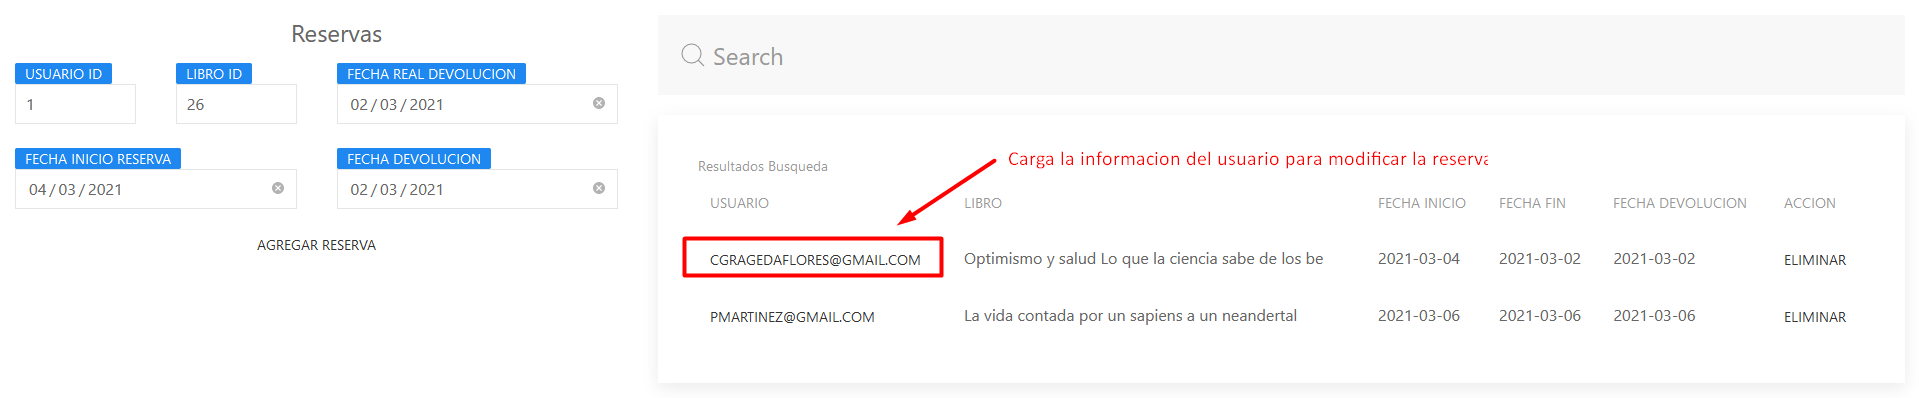 Reservas
USUARIO ID
LIBRO ID
FECHA REAL DEVOLUCION
1
26
02 / 03 / 2021
FECHA INICIO RESERVA
FECHA DEVOLUCION
04 / 03 / 2021
02 / 03 / 2021
AGREGAR RESERVA
Search
Carga la informacion del usuario para modificar la reserva
Resultados Busqueda
USUARIO LIBRO FECHA INICIO FECHA FIN FECHA DEVOLUCION ACCION
CGRAGEDAFLORES@GMAIL.COM Optimismo y salud Lo que la ciencia sabe de los be 2021-03-04 2021-03-02 2021-03-02 ELIMINAR
PMARTINEZ@GMAIL.COM La vida contada por un sapiens a un neandertal 2021-03-06 2021-03-06 2021-03-06 ELIMINAR